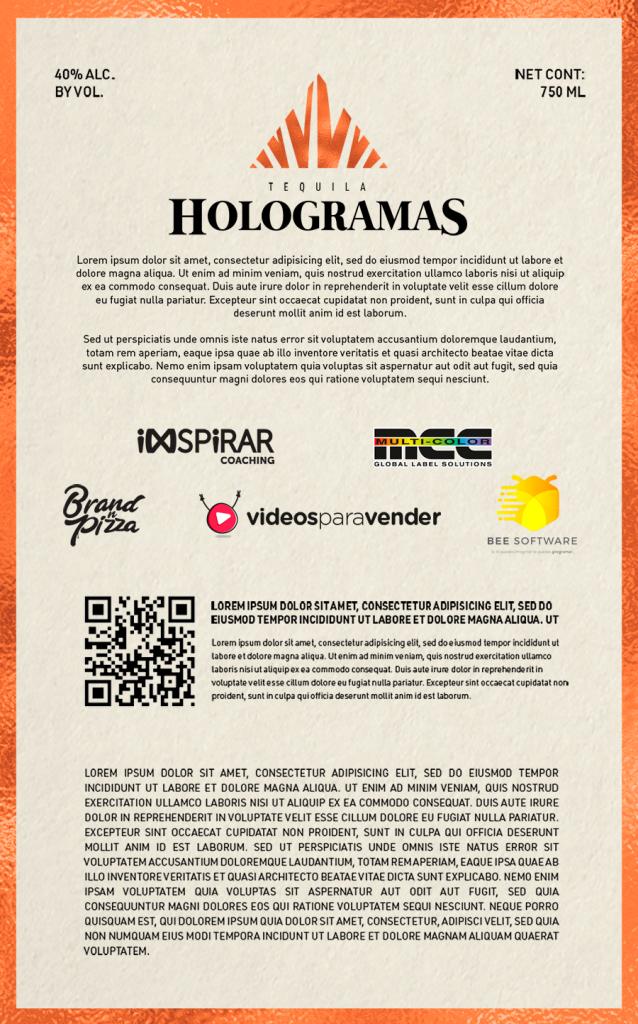 40% ALC.
BY VOL.
NET CONT:
750 ML
TEQUILA
HOLOGRAMAS
Lorem ipsum dolor sit amet, consectetur adipisicing elit, sed do eiusmod tempor incididunt ut labore et
dolore magna aliqua. Ut enim ad minim veniam, quis nostrud exercitation ullamco laboris nisi ut aliquip
ex ea commodo consequat. Duis aute irure dolor in reprehenderit in voluptate velit esse cillum dolore
eu fugiat nulla pariatur. Excepteur sint occaecat cupidatat non proident, sunt in culpa qui officia
deserunt mollit anim id est laborum.
Sed ut perspiciatis unde omnis iste natus error sit voluptatem accusantium doloremque laudantium,
totam rem aperiam, eaque ipsa quae ab illo inventore veritatis et quasi architecto beatae vitae dicta
sunt explicabo. Nemo enim ipsam voluptatem quia voluptas sit aspernatur aut odit aut fugit, sed quia
consequuntur magni dolores eos qui ratione voluptatem sequi nesciunt.
iNSPiRAR
COACHING
MCC
MULTI-COLOR
GLOBAL LABEL SOLUTIONS
Brand
n
Pizza
videosparavender
BEE SOFTWARE
LOREM IPSUM DOLOR SIT AMET, CONSECTETUR ADIPISICING ELIT, SED DO
EIUSMOD TEMPOR INCIDIDUNT UT LABORE ET DOLORE MAGNA ALIQUA. UT
Lorem ipsum dolor sit amet, consectetur adipisicing elit, sed do eiusmod tempor incididunt ut
labore et dolore magna aliqua. Ut enim ad minim veniam, quis nostrud exercitation ullamco
laboris nisi ut aliquip ex ea commodo consequat. Duis aute irure dolor in reprehenderit in
voluptate velit esse cillum dolore eu fugiat nulla pariatur. Excepteur sint occaecat cupidatat non
proident, sunt in culpa qui officia deserunt mollit anim id est laborum.
LOREM IPSUM DOLOR SIT AMET, CONSECTETUR ADIPISICING ELIT, SED DO EIUSMOD TEMPOR
INCIDIDUNT UT LABORE ET DOLORE MAGNA ALIQUA. UT ENIM AD MINIM VENIAM, QUIS NOSTRUD
EXERCITATION ULLAMCO LABORIS NISI UT ALIQUIP EX EA COMMODO CONSEQUAT. DUIS AUTE IRURE
DOLOR IN REPREHENDERIT IN VOLUPTATE VELIT ESSE CILLUM DOLORE EU FUGIAT NULLA PARIATUR.
EXCEPTEUR SINT OCCAECAT CUPIDATAT NON PROIDENT, SUNT IN CULPA QUI OFFICIA DESERUNT
MOLLIT ANIM ID EST LABORUM. SED UT PERSPICIATIS UNDE OMNIS ISTE NATUS ERROR SIT
VOLUPTATEM ACCUSANTIUM DOLOREMQUE LAUDANTIUM, TOTAM REM APERIAM, EAQUE IPSA QUAE AB
ILLO INVENTORE VERITATIS ET QUASI ARCHITECTO BEATAE VITAE DICTA SUNT EXPLICABO. NEMO ENIM
IPSAM VOLUPTATEM QUIA VOLUPTAS SIT ASPERNATUR AUT ODIT AUT FUGIT, SED QUIA
CONSEQUUNTUR MAGNI DOLORES EOS QUI RATIONE VOLUPTATEM SEQUI NESCIUNT. NEQUE PORRO
QUISQUAM EST, QUI DOLOREM IPSUM QUIA DOLOR SIT AMET, CONSECTETUR, ADIPISCI VELIT, SED QUIA
NON NUMQUAM EIUS MODI TEMPORA INCIDUNT UT LABORE ET DOLORE MAGNAM ALIQUAM QUAERAT
VOLUPTATEM.